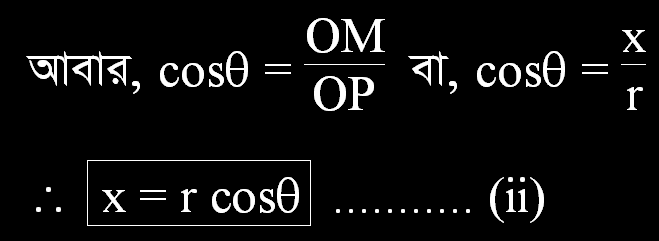 আবার, cosθ = OM/OP বা, cosθ = x/r
∴ x = r cosθ ........... (ii)